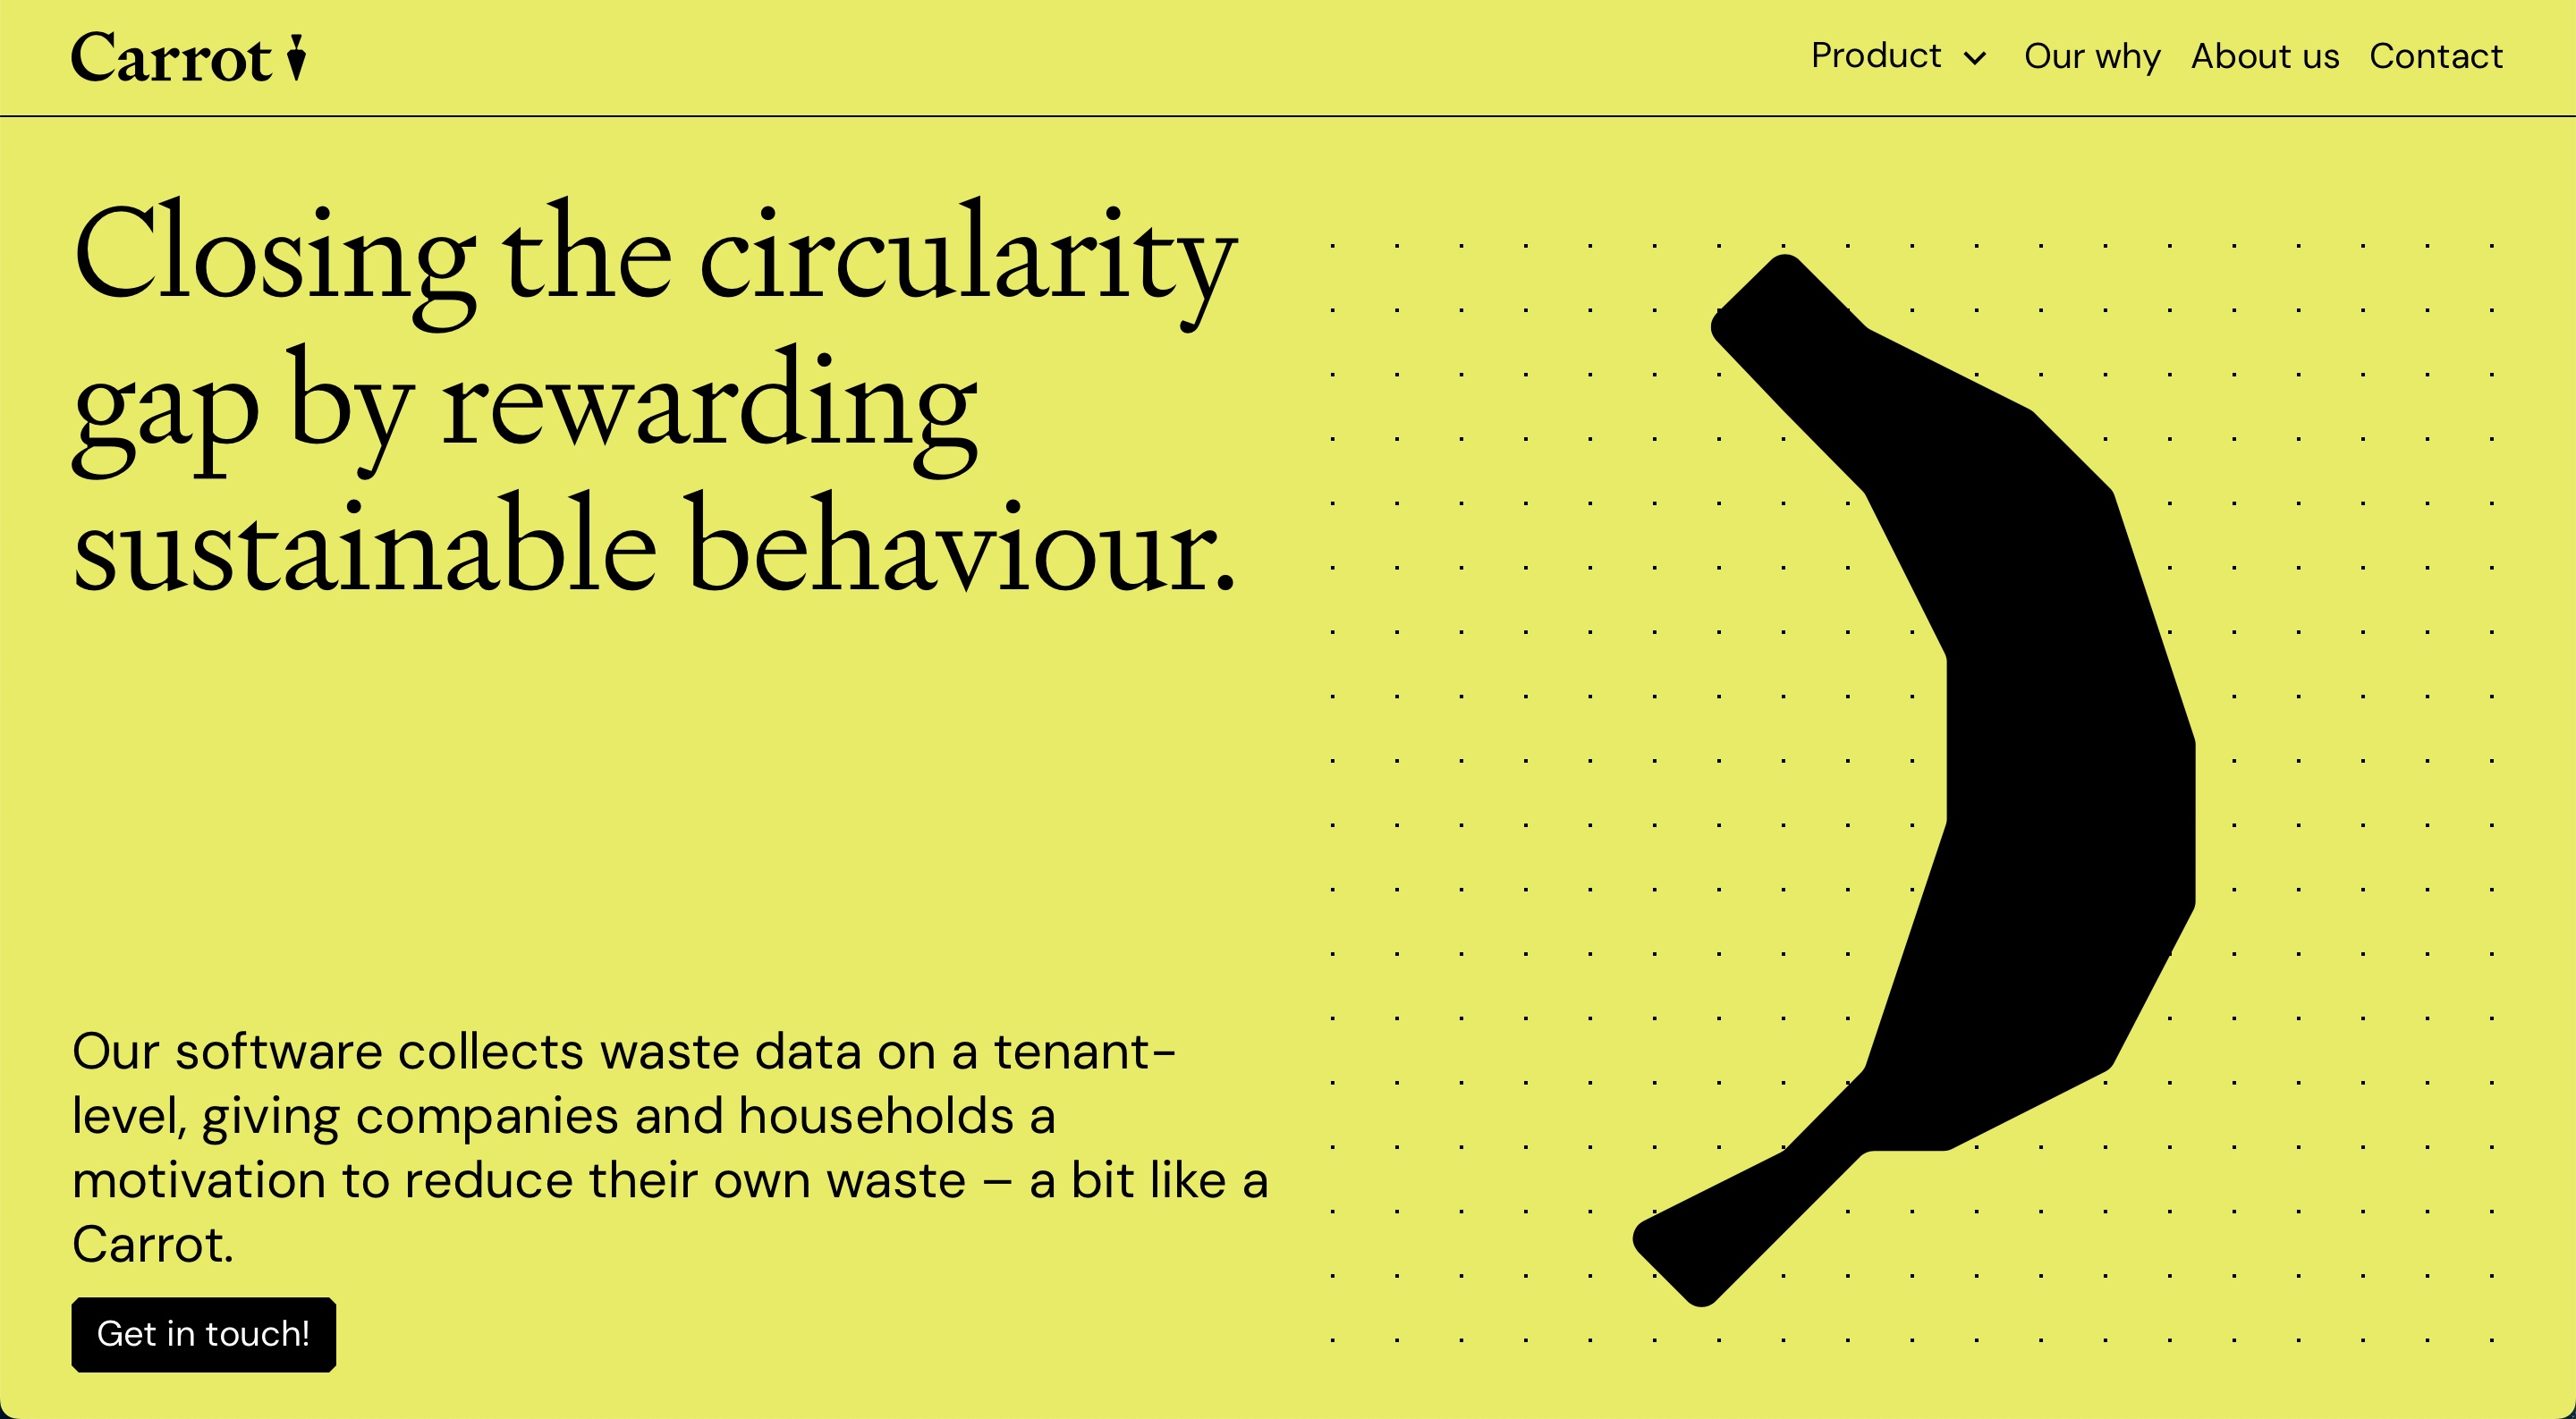 Carrot
Product
Our why
About us
Contact
Closing the circularity
gap by rewarding
sustainable behaviour.
Our software collects waste data on a tenant-
level, giving companies and households a
motivation to reduce their own waste – a bit like a
Carrot.
Get in touch!